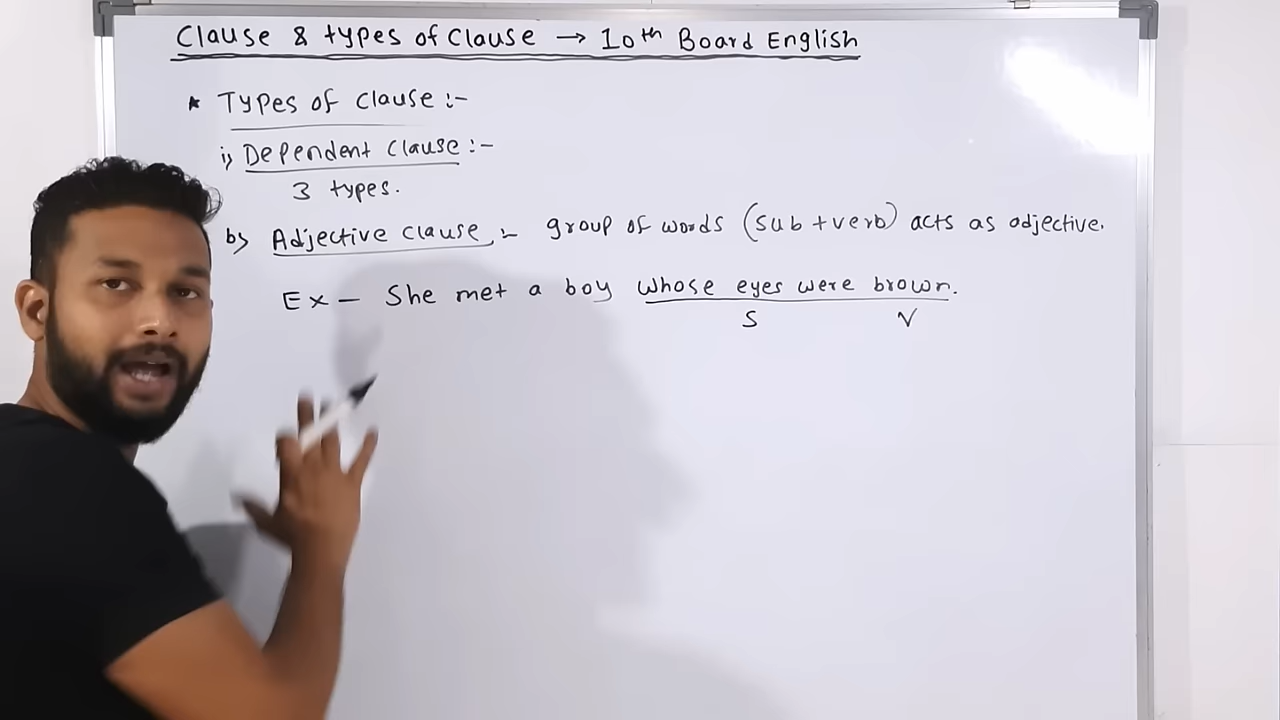 Clause & types of Clause → 10th Board English
* Types of clause :-
i) Dependent clause :-
3 types.
b) Adjective clause :- group of words (sub + verb) acts as adjective.
Ex - She met a boy whose eyes were brown.
S V